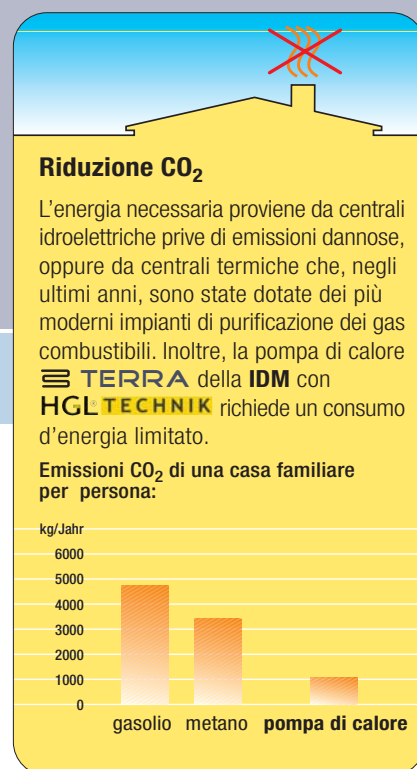 Riduzione CO₂
L'energia necessaria proviene da centrali
idroelettriche prive di emissioni dannose,
oppure da centrali termiche che, negli
ultimi anni, sono state dotate dei più
moderni impianti di purificazione dei gas
combustibili. Inoltre, la pompa di calore
TERRA della IDM con
HGL® TECHNIK richiede un consumo
d'energia limitato.
Emissioni CO₂ di una casa familiare
per persona:
kg/Jahr
6000
5000
4000
3000
2000
1000
0
gasolio metano pompa di calore